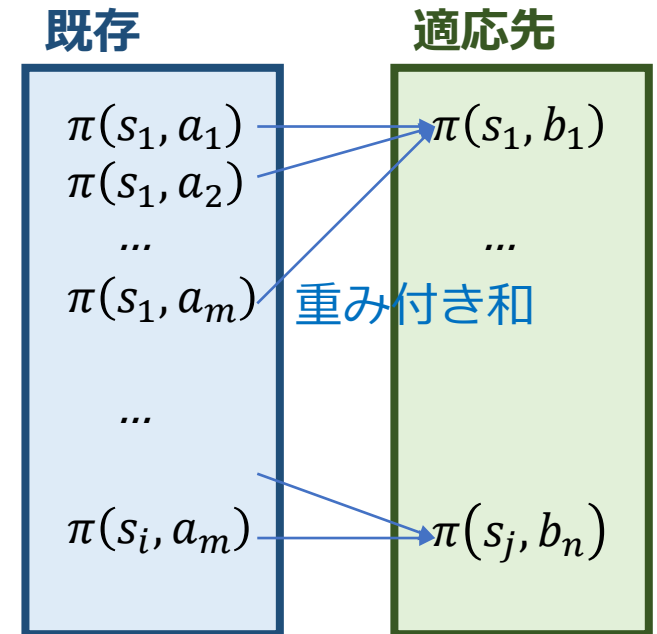 既存
π(s₁, a₁)
π(s₁, a₂)
…
π(s₁, aₘ)
…
π(sᵢ, aₘ)
重み付き和
適応先
π(s₁, b₁)
…
π(sⱼ, bₙ)